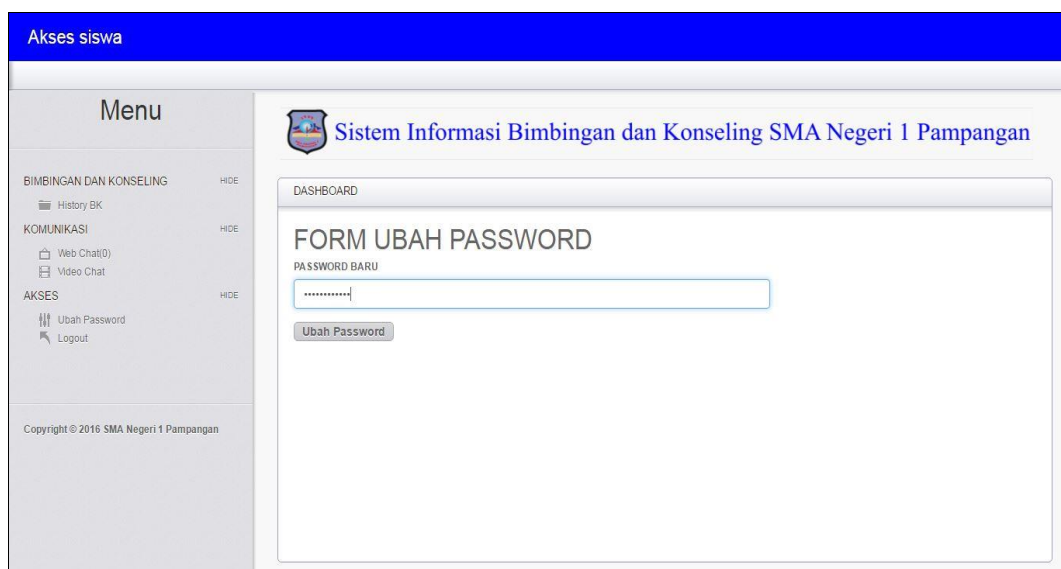 Akses siswa
Menu
BIMBINGAN DAN KONSELING HIDE
History BK
KOMUNIKASI HIDE
Web Chat(0)
Video Chat
AKSES HIDE
Ubah Password
Logout
Copyright © 2016 SMA Negeri 1 Pampangan
Sistem Informasi Bimbingan dan Konseling SMA Negeri 1 Pampangan
DASHBOARD
FORM UBAH PASSWORD
PASSWORD BARU
••••••••••••
Ubah Password